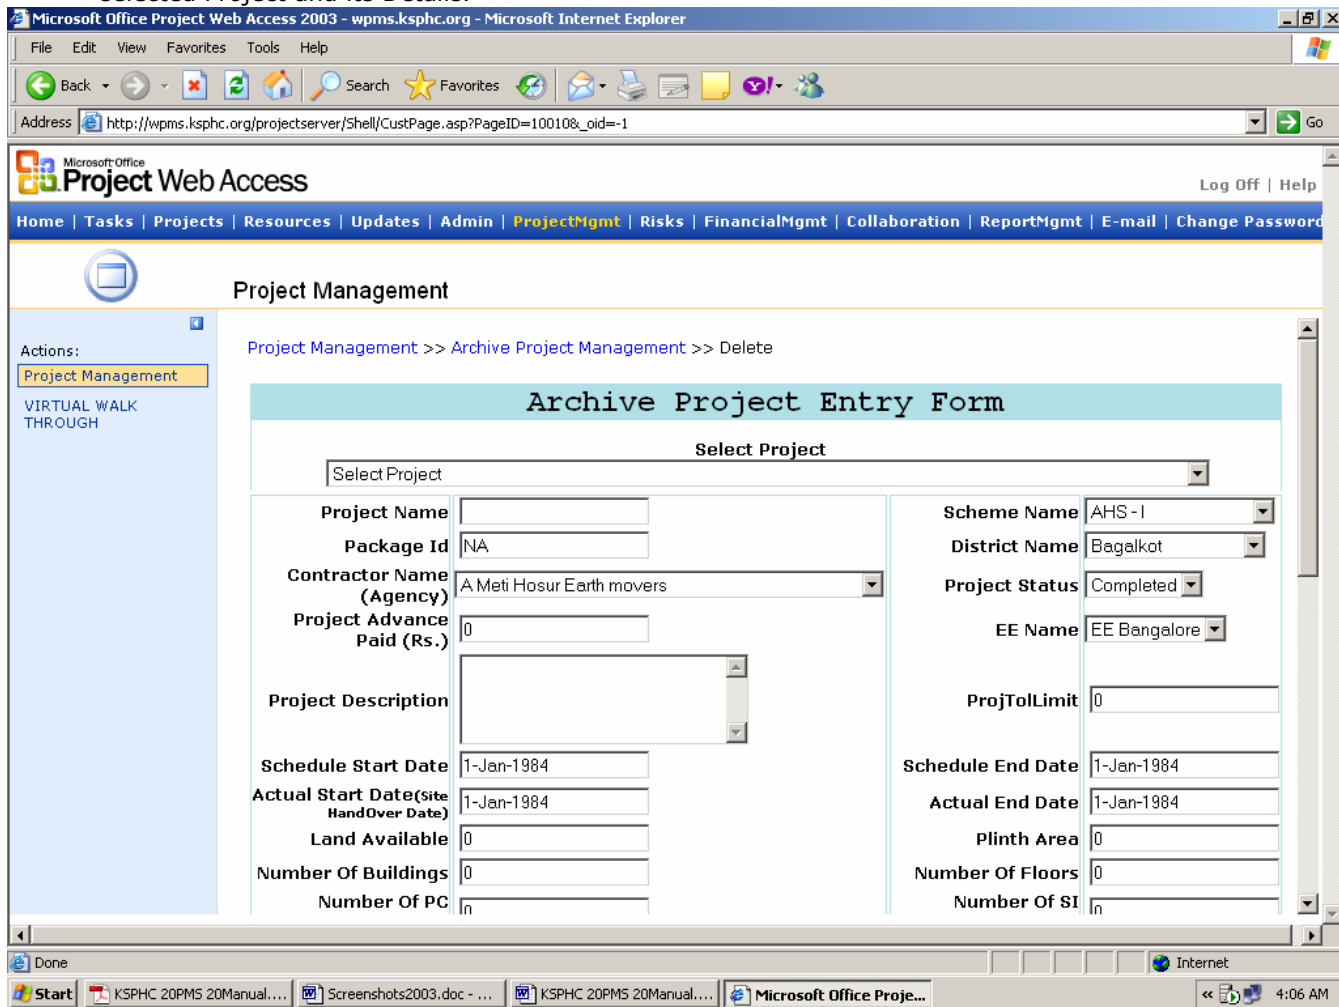 Selected Project and its Details.
Microsoft Office Project Web Access 2003 - wpms.ksphc.org - Microsoft Internet Explorer
File Edit View Favorites Tools Help
Back Search Favorites
Address http://wpms.ksphc.org/projectserver/Shell/CustPage.asp?PageID=10010&_oid=-1 Go
Microsoft Office
Project Web Access
Log Off | Help
Home | Tasks | Projects | Resources | Updates | Admin | ProjectMgmt | Risks | FinancialMgmt | Collaboration | ReportMgmt | E-mail | Change Password
Project Management
Actions:
Project Management
VIRTUAL WALK
THROUGH
Project Management >> Archive Project Management >> Delete
Archive Project Entry Form
Select Project
Select Project
Project Name Scheme Name AHS - I
Package Id NA District Name Bagalkot
Contractor Name
(Agency) A Meti Hosur Earth movers Project Status Completed
Project Advance
Paid (Rs.) 0 EE Name EE Bangalore
Project Description ProjTolLimit 0
Schedule Start Date 1-Jan-1984 Schedule End Date 1-Jan-1984
Actual Start Date(Site
HandOver Date) 1-Jan-1984 Actual End Date 1-Jan-1984
Land Available 0 Plinth Area 0
Number Of Buildings 0 Number Of Floors 0
Number Of PC 0 Number Of SI 0
Done Internet
Start KSPHC 20PMS 20Manual.... Screenshots2003.doc - ... KSPHC 20PMS 20Manual.... Microsoft Office Proje... 4:06 AM